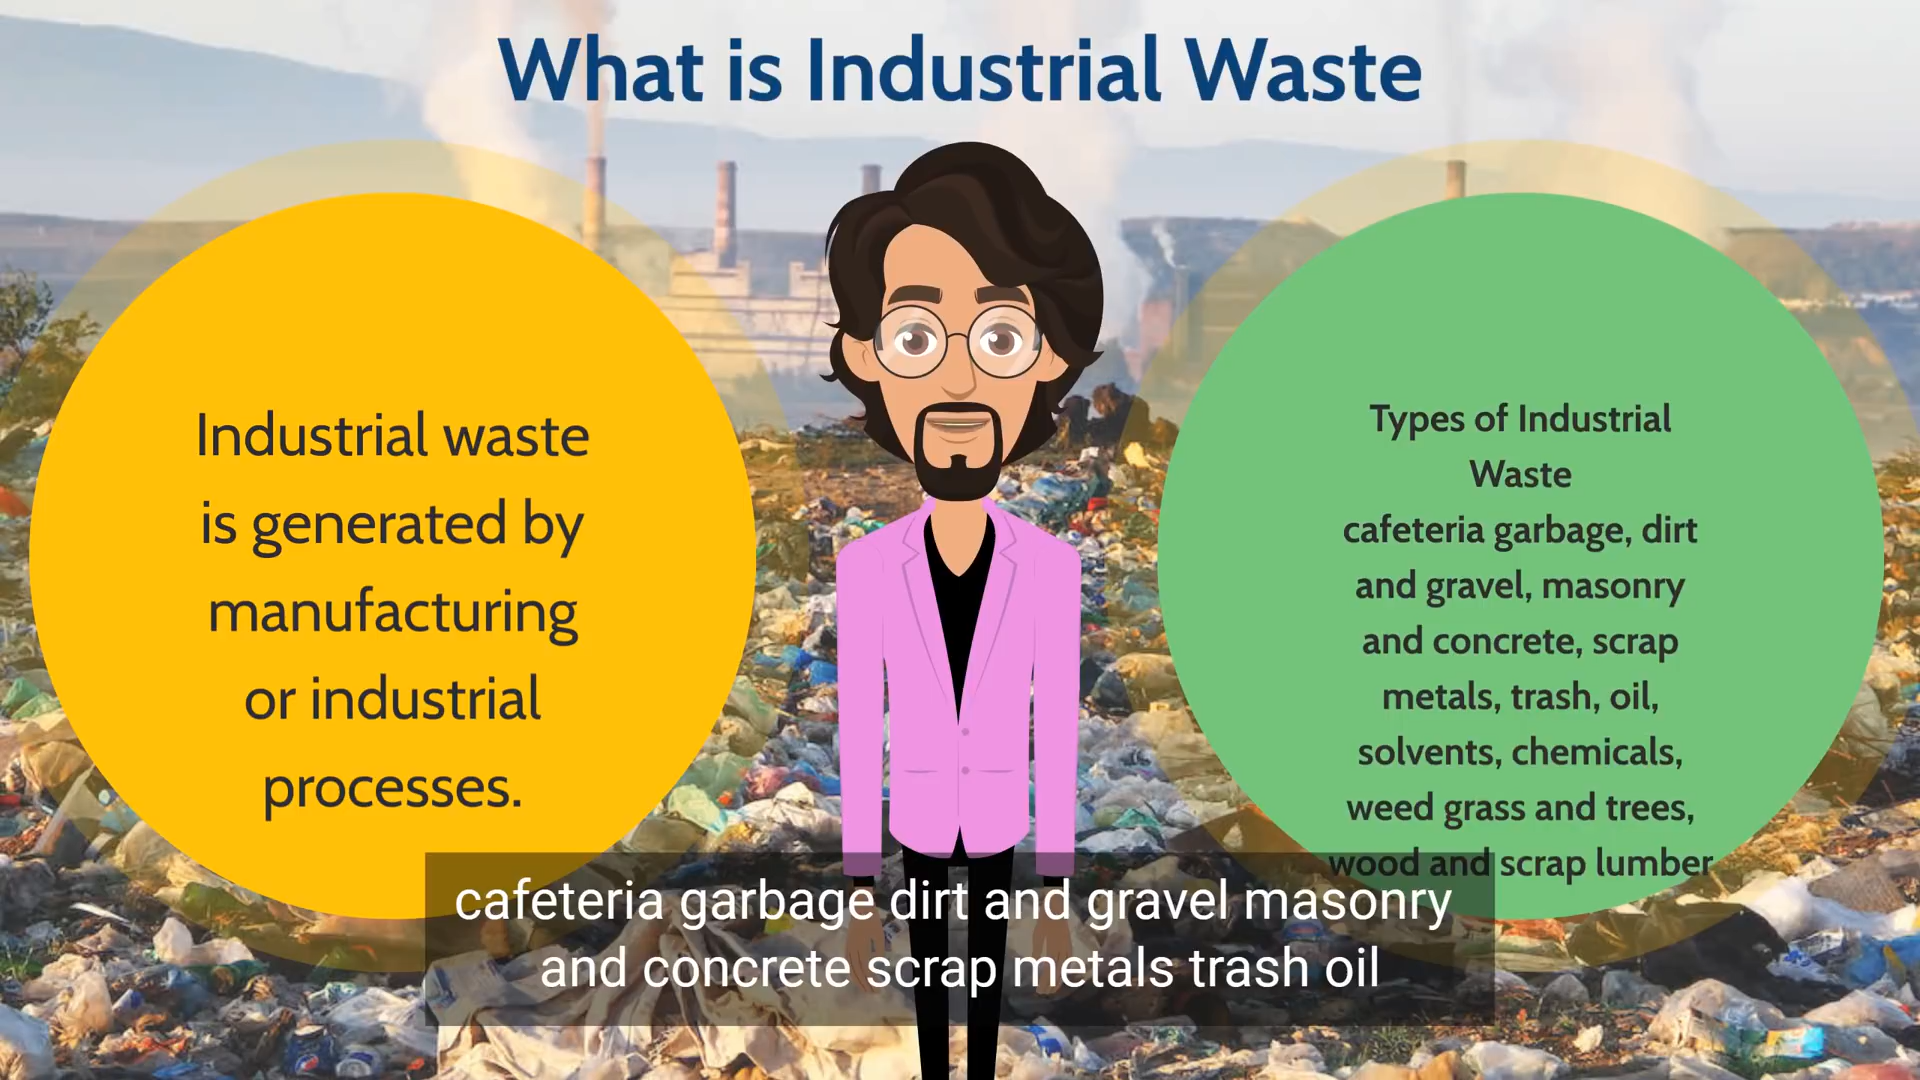 What is Industrial Waste
Industrial waste
is generated by
manufacturing
or industrial
processes.
Types of Industrial
Waste
cafeteria garbage, dirt
and gravel, masonry
and concrete, scrap
metals, trash, oil,
solvents, chemicals,
weed grass and trees,
wood and scrap lumber
cafeteria garbage dirt and gravel masonry
and concrete scrap metals trash oil